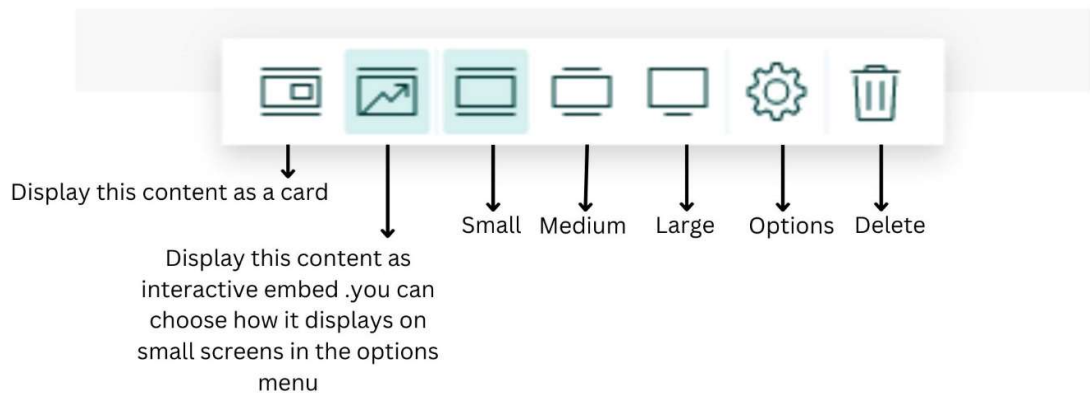 Display this content as a card
Small
Medium
Large
Options
Delete
Display this content as
interactive embed .you can
choose how it displays on
small screens in the options
menu